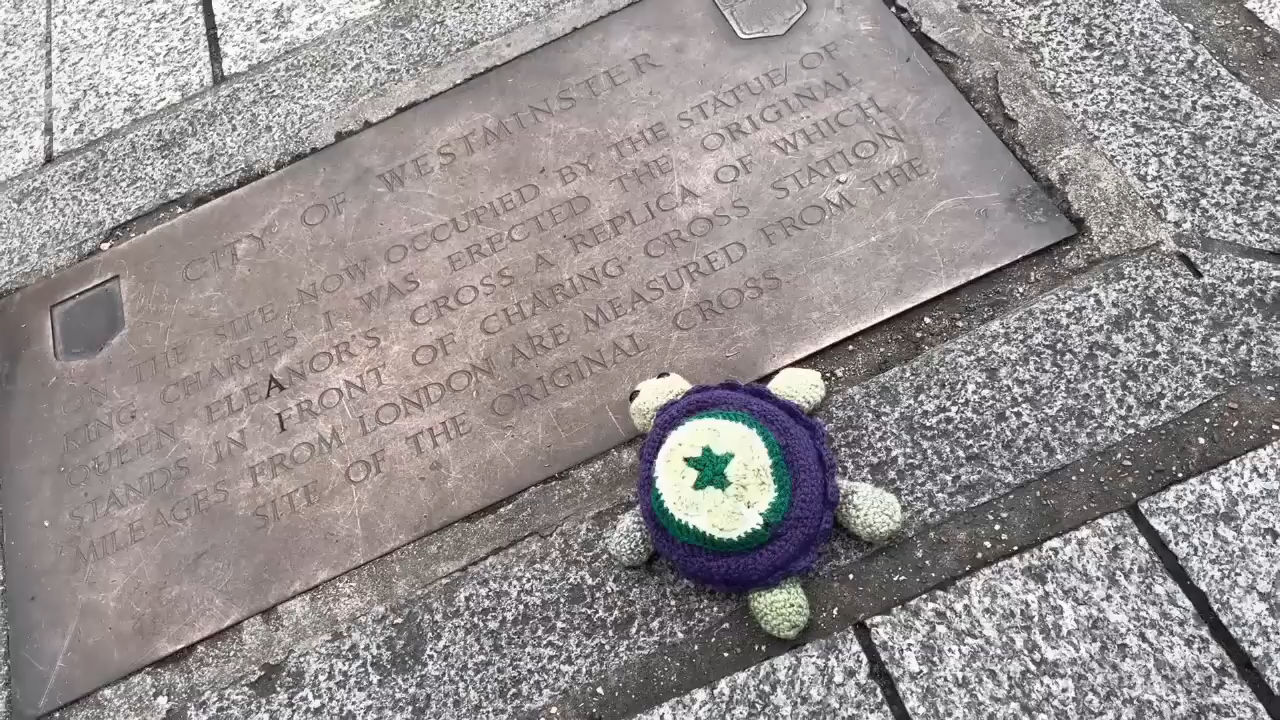 CITY OF WESTMINSTER
ON THE SITE NOW OCCUPIED BY THE STATUE OF
KING CHARLES I WAS ERECTED THE ORIGINAL
QUEEN ELEANOR'S CROSS A REPLICA OF WHICH
STANDS IN FRONT OF CHARING CROSS STATION
MILEAGES FROM LONDON ARE MEASURED FROM THE
SITE OF THE ORIGINAL CROSS